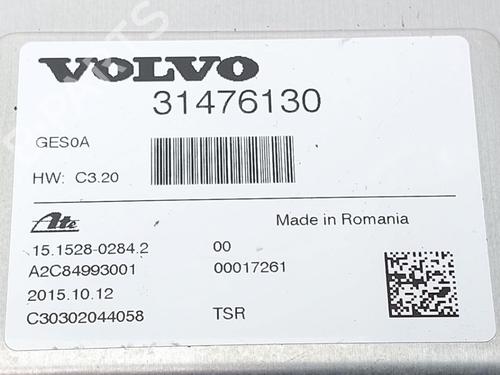 VOLVO
31476130
GES0A
HW: C3.20
Ate
Made in Romania
15.1528-0284.2 00
A2C84993001 00017261
2015.10.12
C30302044058 TSR